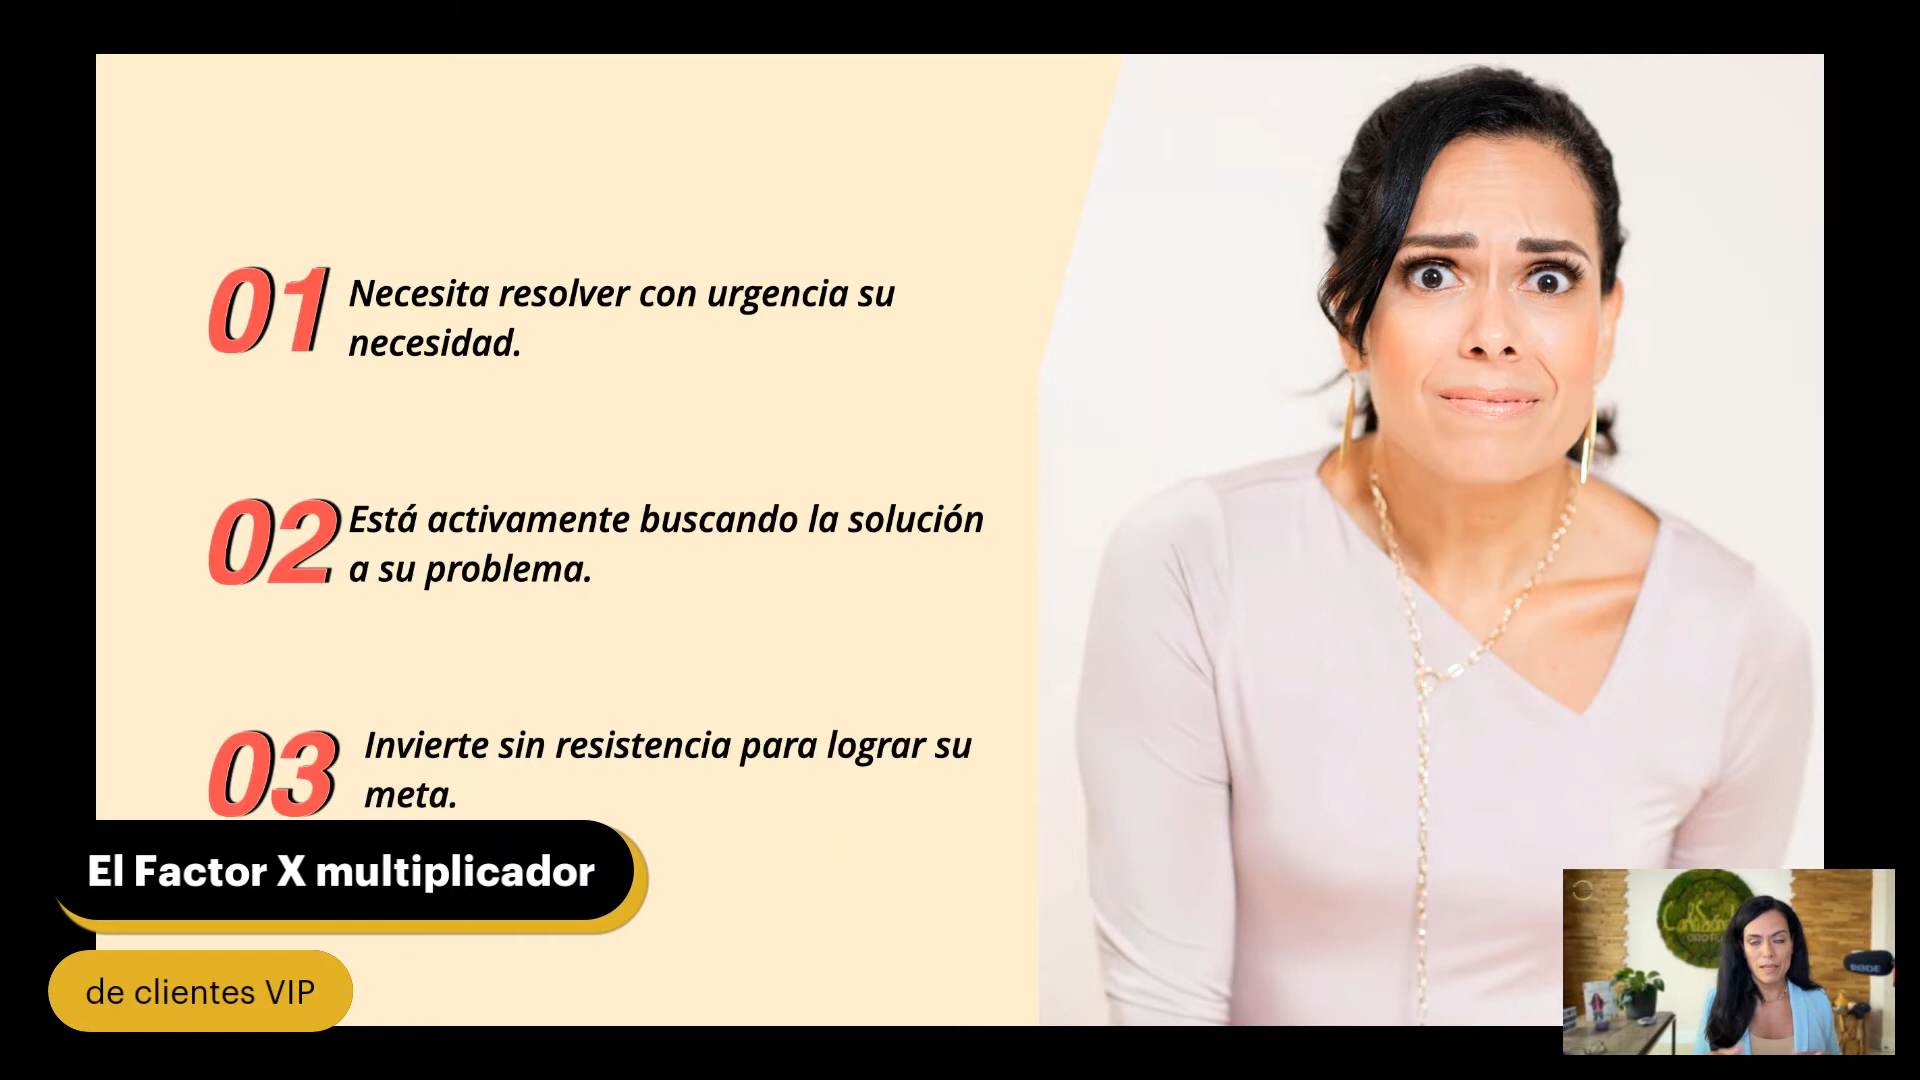 01 Necesita resolver con urgencia su
necesidad.
02 Está activamente buscando la solución
a su problema.
03 Invierte sin resistencia para lograr su
meta.
El Factor X multiplicador
de clientes VIP
RØDE